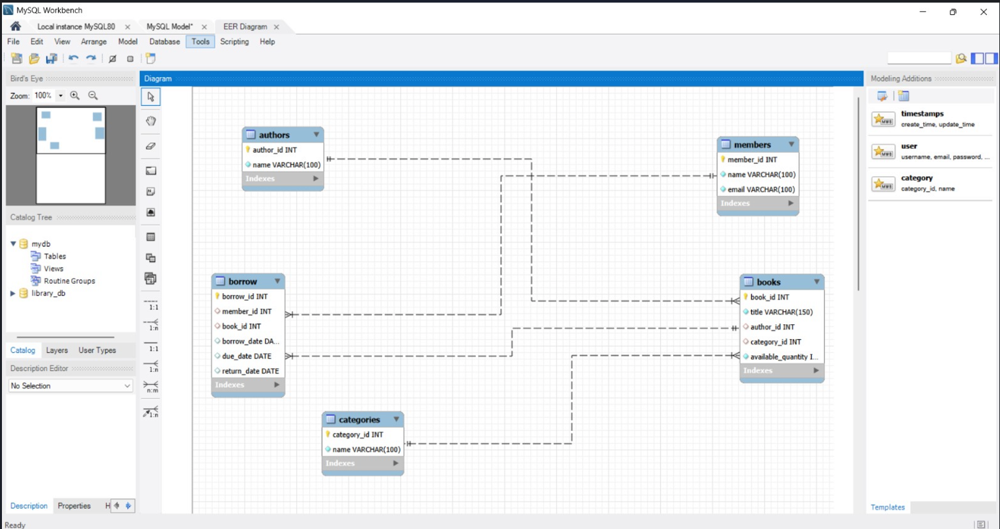 MySQL Workbench
Local instance MySQL80
MySQL Model*
EER Diagram
File Edit View Arrange Model Database Tools Scripting Help
Bird's Eye
Zoom: 100%
Catalog Tree
mydb
Tables
Views
Routine Groups
library_db
Catalog Layers User Types
Description Editor
No Selection
Description Properties H
Ready
Diagram
1:1
1:n
1:1
1:n
n:m
1:n
authors
author_id INT
name VARCHAR(100)
Indexes
members
member_id INT
name VARCHAR(100)
email VARCHAR(100)
Indexes
borrow
borrow_id INT
member_id INT
book_id INT
borrow_date DA...
due_date DATE
return_date DATE
Indexes
books
book_id INT
title VARCHAR(150)
author_id INT
category_id INT
available_quantity I...
Indexes
categories
category_id INT
name VARCHAR(100)
Indexes
Modeling Additions
MWB
timestamps
create_time, update_time
MWB
user
username, email, password, ...
MWB
category
category_id, name
Templates